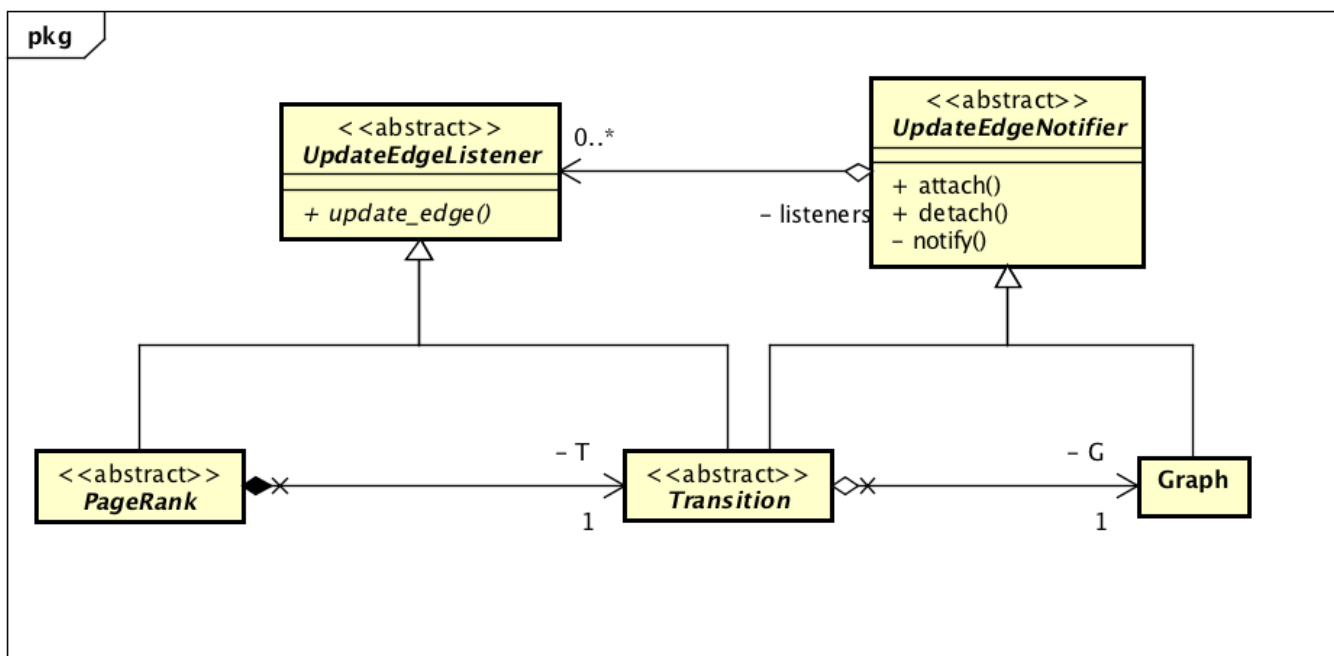 pkg
<<abstract>>
UpdateEdgeListener
+ update_edge()
0..*
- listeners
<<abstract>>
UpdateEdgeNotifier
+ attach()
+ detach()
- notify()
<<abstract>>
PageRank
- T
1
<<abstract>>
Transition
- G
1
Graph